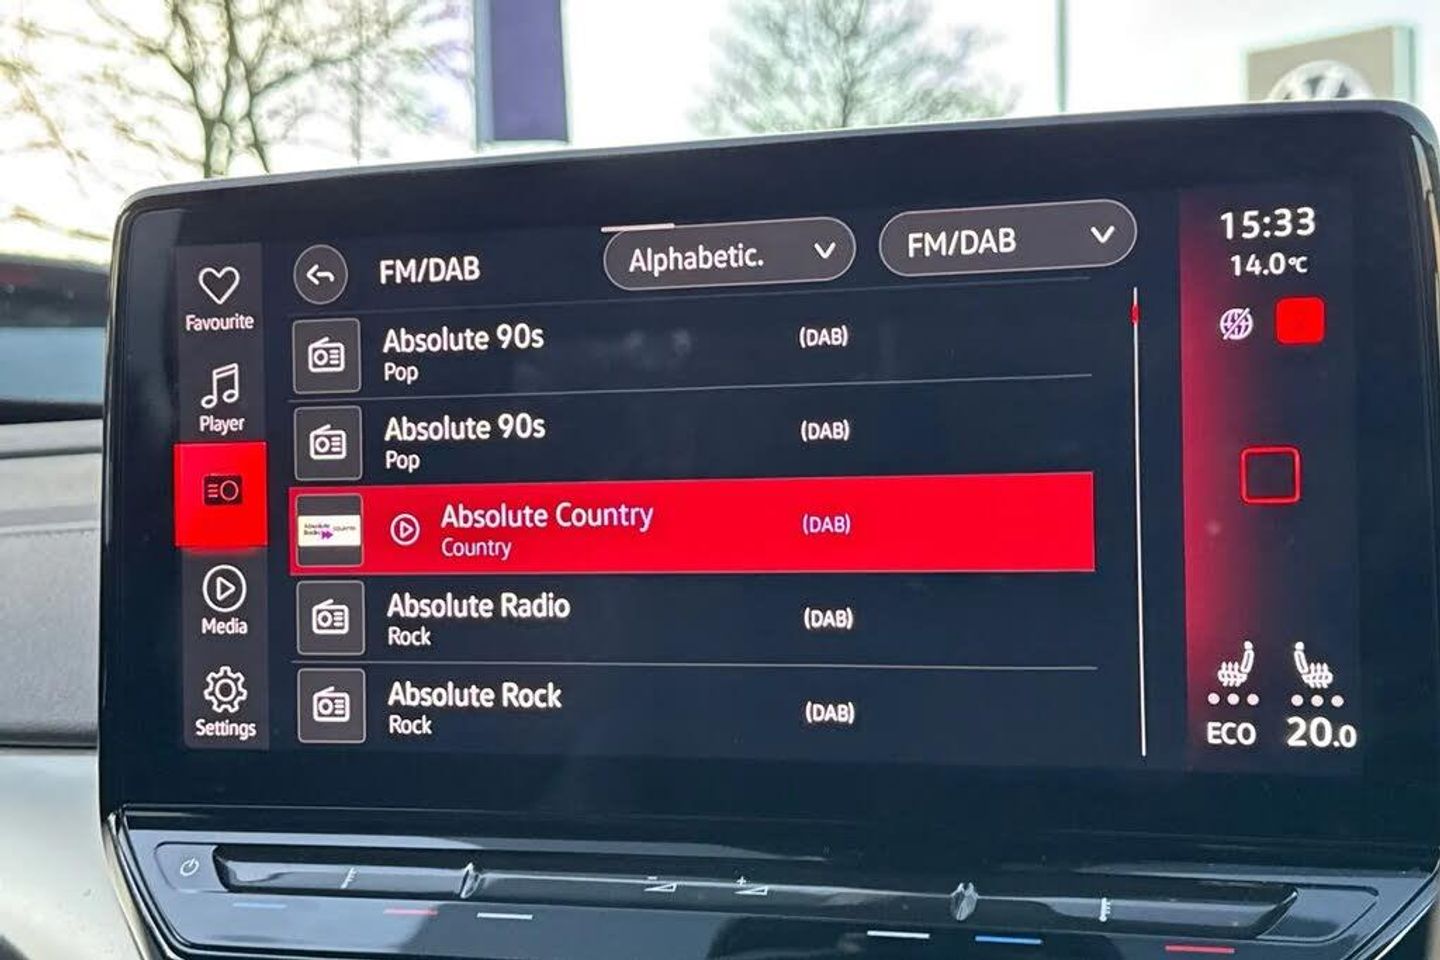 FM/DAB
Alphabetic.
FM/DAB
15:33
14.0°C
Favourite
Player
Media
Settings
Absolute 90s
(DAB)
Pop
Absolute 90s
(DAB)
Pop
Absolute Country
(DAB)
Country
Absolute Radio
(DAB)
Rock
Absolute Rock
(DAB)
Rock
ECO
20.0